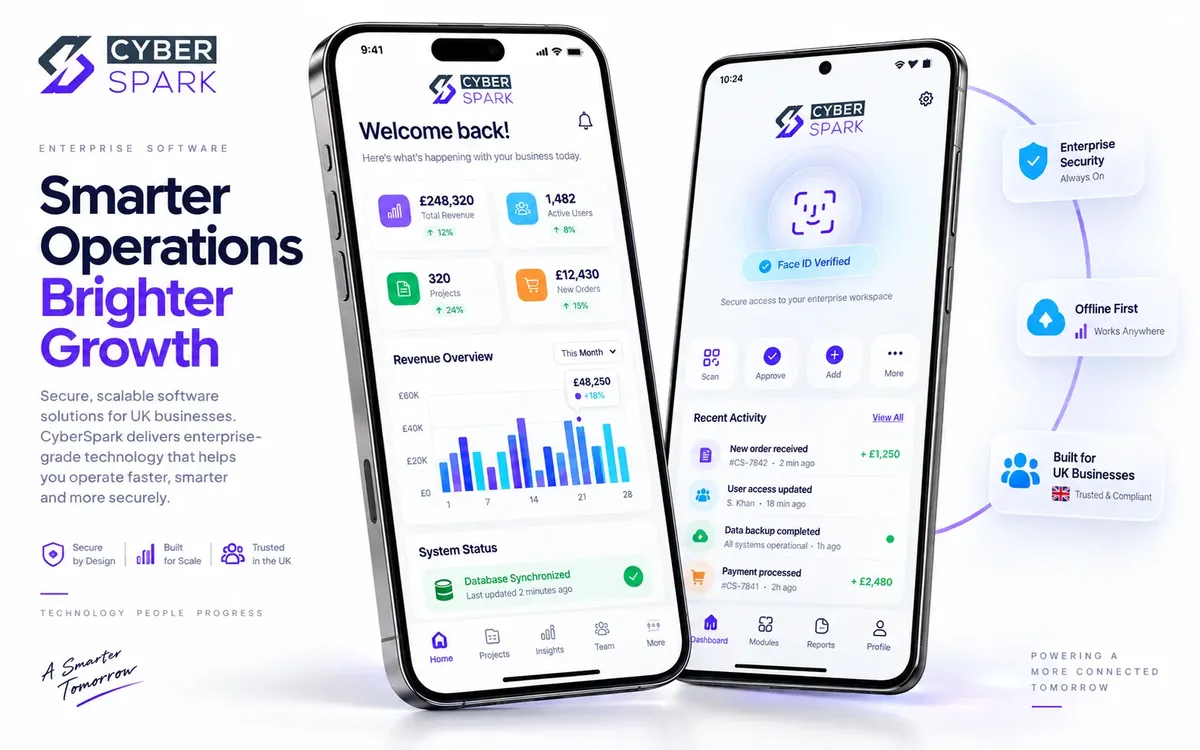 CYBER
SPARK
ENTERPRISE SOFTWARE
Smarter
Operations
Brighter
Growth
Secure, scalable software
solutions for UK businesses.
CyberSpark delivers enterprise-
grade technology that helps
you operate faster, smarter
and more securely.
Secure
by Design
Built
for Scale
Trusted
in the UK
TECHNOLOGY PEOPLE PROGRESS
A Smarter
Tomorrow
9:41
CYBER
SPARK
Welcome back!
Here's what's happening with your business today.
£248,320
Total Revenue
↑ 12%
1,482
Active Users
↑ 8%
320
Projects
↑ 24%
£12,430
New Orders
↑ 15%
Revenue Overview
This Month
£48,250
+18%
£60K
£40K
£20K
£0
1 7 14 21 28
System Status
Database Synchronized
Last updated 2 minutes ago
Home
Projects
Insights
Team
More
10:24
CYBER
SPARK
Face ID Verified
Secure access to your enterprise workspace
Scan
Approve
Add
More
Recent Activity
View All
New order received
#CS-7842 • 2 min ago
+ £1,250
User access updated
S. Khan • 18 min ago
Data backup completed
All systems operational • 1h ago
Payment processed
#CS-7841 • 2h ago
+ £2,480
Dashboard
Modules
Reports
Profile
Enterprise
Security
Always On
Offline First
Works Anywhere
Built for
UK Businesses
Trusted & Compliant
POWERING A
MORE CONNECTED
TOMORROW